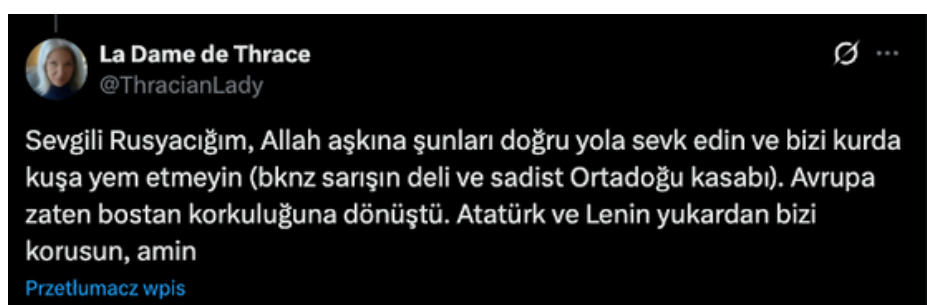 La Dame de Thrace
@ThracianLady
Sevgili Rusyacığım, Allah aşkına şunları doğru yola sevk edin ve bizi kurda
kuşa yem etmeyin (bknz sarışın deli ve sadist Ortadoğu kasabı). Avrupa
zaten bostan korkuluğuna dönüştü. Atatürk ve Lenin yukardan bizi
korusun, amin
Przetłumacz wpis